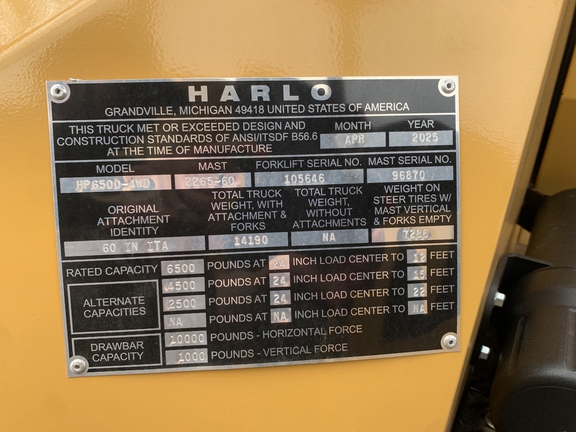 HARLO
GRANDVILLE, MICHIGAN 49418 UNITED STATES OF AMERICA
THIS TRUCK MET OR EXCEEDED DESIGN AND CONSTRUCTION STANDARDS OF ANSI/ITSDF B56.6 AT THE TIME OF MANUFACTURE
MONTH YEAR
APR 2025
MODEL MAST FORKLIFT SERIAL NO. MAST SERIAL NO.
HP6500-4WD 2265-60 105646 96870
ORIGINAL ATTACHMENT IDENTITY
TOTAL TRUCK WEIGHT, WITH ATTACHMENT & FORKS
TOTAL TRUCK WEIGHT, WITHOUT ATTACHMENTS
WEIGHT ON STEER TIRES W/ MAST VERTICAL & FORKS EMPTY
60 IN ITA 14190 NA
RATED CAPACITY 6500 POUNDS AT 24 INCH LOAD CENTER TO 12 FEET
ALTERNATE CAPACITIES
4500 POUNDS AT 24 INCH LOAD CENTER TO 15 FEET
2500 POUNDS AT 24 INCH LOAD CENTER TO 22 FEET
NA POUNDS AT NA INCH LOAD CENTER TO NA FEET
DRAWBAR CAPACITY
10000 POUNDS - HORIZONTAL FORCE
1000 POUNDS - VERTICAL FORCE